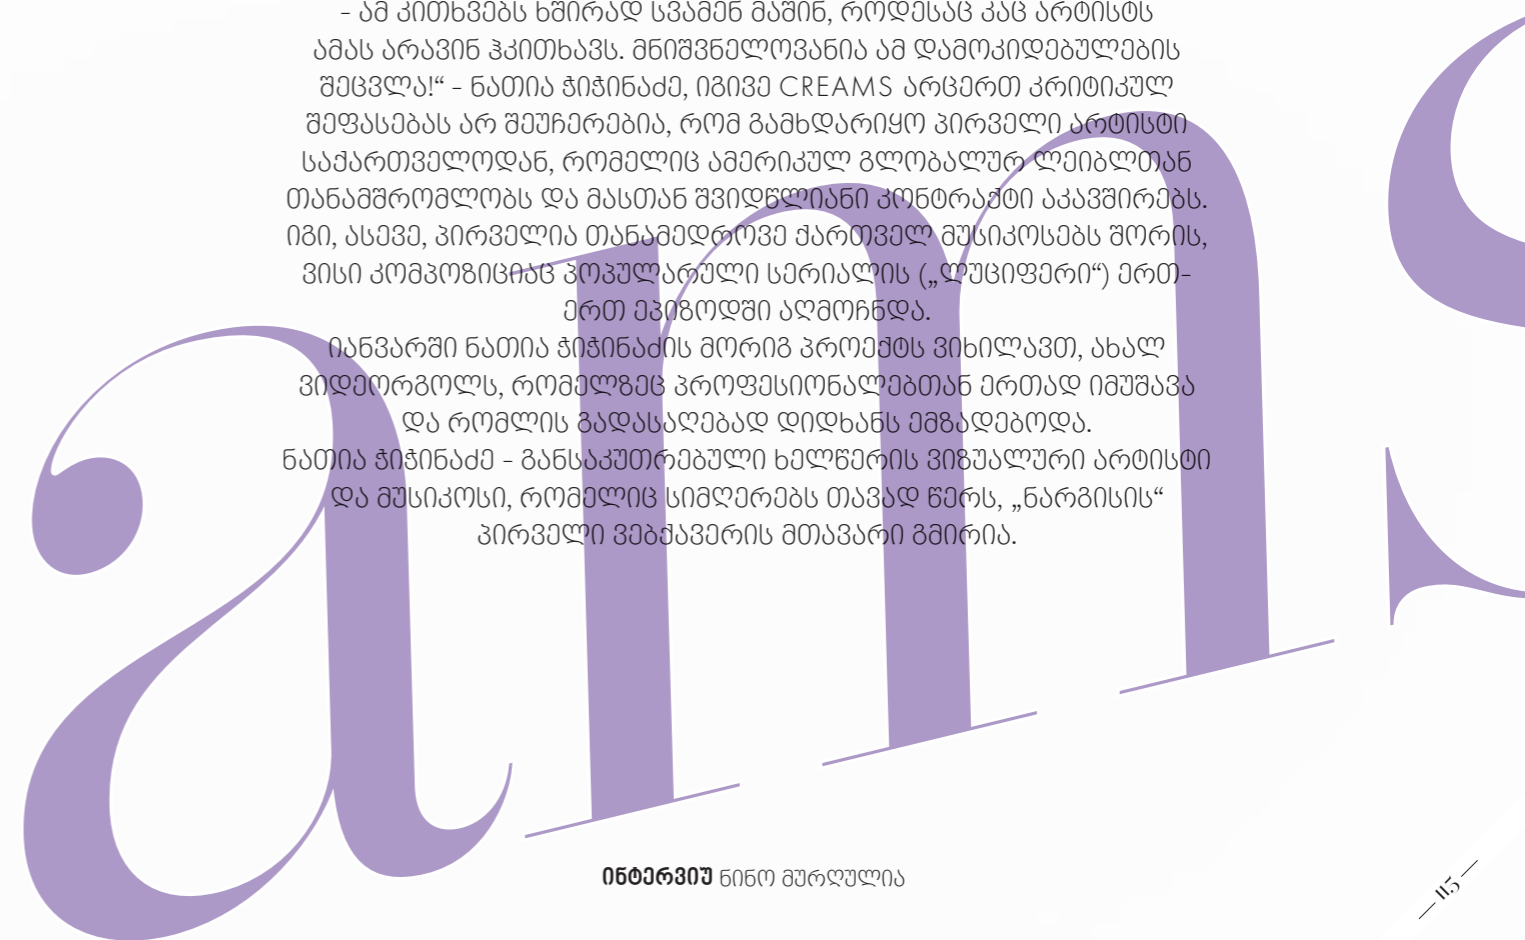 - ამ კითხვებს ხშირად სვამენ მაშინ, როდესაც კაც არტისტს
ამას არავინ ჰკითხავს. მნიშვნელოვანია ამ დამოკიდებულების
შეცვლა!“ - ნათია ჭიჭინაძე, იგივე CREAMS არცერთ კრიტიკულ
შეფასებას არ შეუჩერებია, რომ გამხდარიყო პირველი არტისტი
საქართველოდან, რომელიც ამერიკულ გლობალურ ლეიბლთან
თანამშრომლობს და მასთან შვიდწლიანი კონტრაქტი აკავშირებს.
იგი, ასევე, პირველია თანამედროვე ქართველ მუსიკოსებს შორის,
ვისი კომპოზიციაც პოპულარული სერიალის („ლუციფერი“) ერთ-
ერთ ეპიზოდში აღმოჩნდა.
იანვარში ნათია ჭიჭინაძის მორიგ პროექტს ვიხილავთ, ახალ
ვიდეორგოლს, რომელზეც პროფესიონალებთან ერთად იმუშავა
და რომლის გადასაღებად დიდხანს ემზადებოდა.
ნათია ჭიჭინაძე - განსაკუთრებული ხელწერის ვიზუალური არტისტი
და მუსიკოსი, რომელიც სიმღერებს თავად წერს, „ნარგისის“
პირველი ვებქავერის მთავარი გმირია.
ams
ინტერვიუ ნინო მურღულია
— 113 —